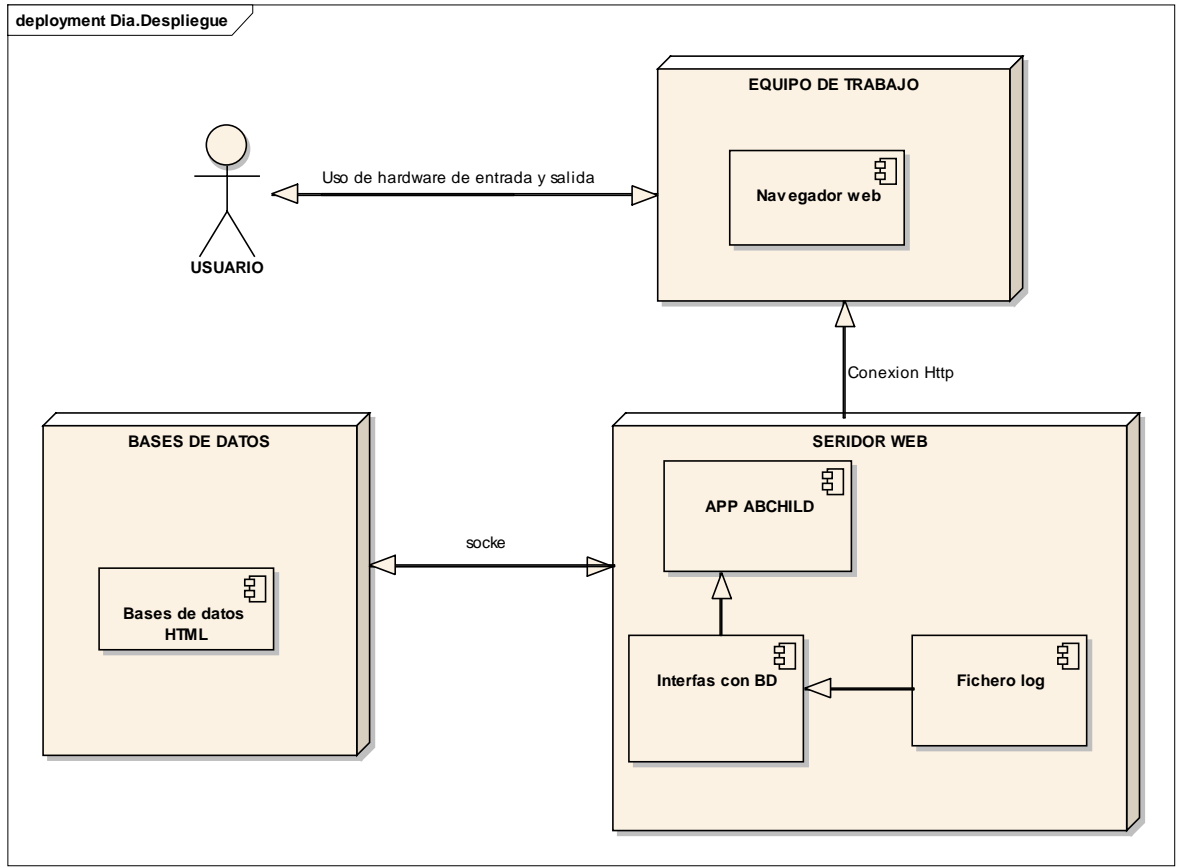 deployment Dia.Despliegue
EQUIPO DE TRABAJO
Navegador web
Uso de hardware de entrada y salida
USUARIO
Conexion Http
BASES DE DATOS
SERIDOR WEB
APP ABCHILD
socke
Bases de datos
HTML
Interfas con BD
Fichero log